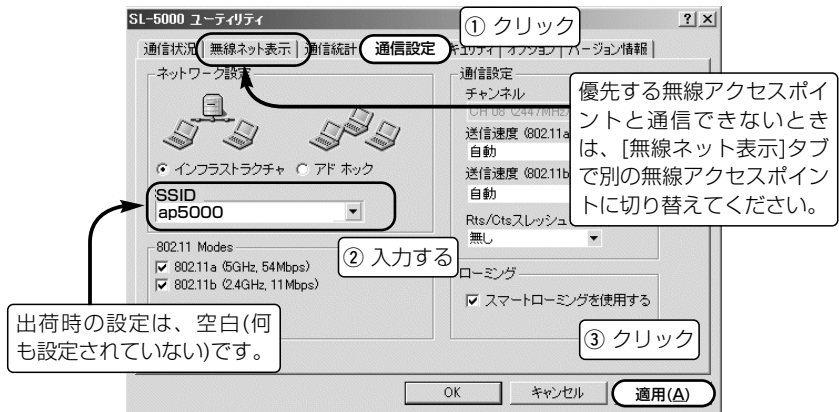 SL-5000 ユーティリティ
① クリック
通信状況 無線ネット表示 通信統計 通信設定 オプション バージョン情報
ネットワーク設定
インフラストラクチャ アド ホック
SSID
ap5000
802.11 Modes
802.11a (5GHz, 54Mbps)
802.11b (2.4GHz, 11Mbps)
② 入力する
通信設定
チャンネル
CH 08 (2447MHz)
送信速度 (802.11a
自動
送信速度 (802.11b
自動
Rts/Ctsスレッシュ
無し
ローミング
スマートローミングを使用する
優先する無線アクセスポイ
ントと通信できないとき
は、[無線ネット表示]タブ
で別の無線アクセスポイン
トに切り替えてください。
出荷時の設定は、空白(何
も設定されていない)です。
③ クリック
OK キャンセル 適用(A)